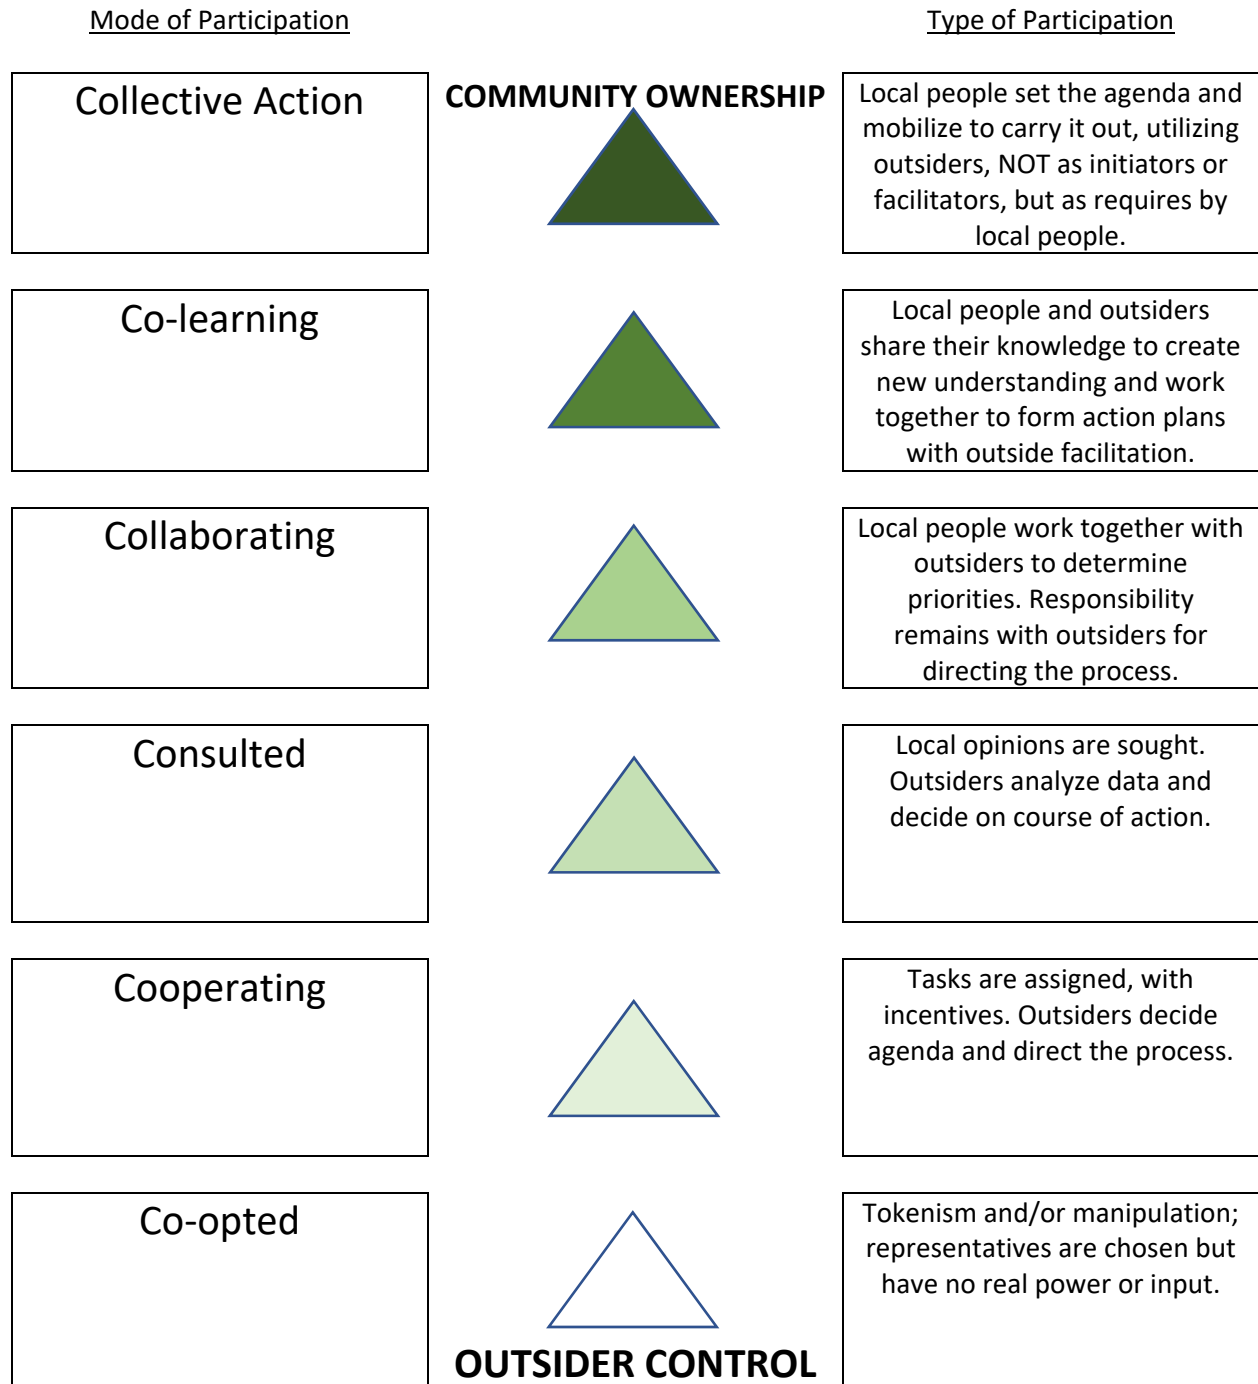 Mode of Participation
Type of Participation
Collective Action
COMMUNITY OWNERSHIP
Local people set the agenda and
mobilize to carry it out, utilizing
outsiders, NOT as initiators or
facilitators, but as requires by
local people.
Co-learning
Local people and outsiders
share their knowledge to create
new understanding and work
together to form action plans
with outside facilitation.
Collaborating
Local people work together with
outsiders to determine
priorities. Responsibility
remains with outsiders for
directing the process.
Consulted
Local opinions are sought.
Outsiders analyze data and
decide on course of action.
Cooperating
Tasks are assigned, with
incentives. Outsiders decide
agenda and direct the process.
Co-opted
Tokenism and/or manipulation;
representatives are chosen but
have no real power or input.
OUTSIDER CONTROL